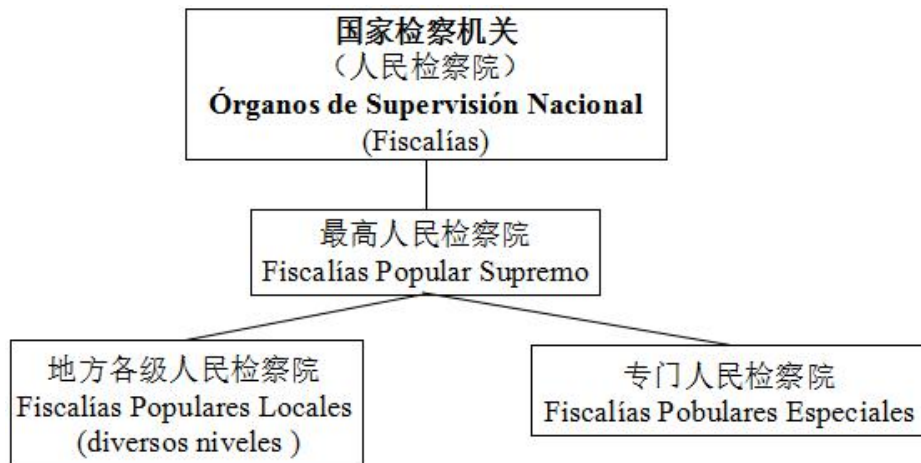 国家检察机关
（人民检察院）
Órganos de Supervisión Nacional
(Fiscalías)
最高人民检察院
Fiscalías Popular Supremo
地方各级人民检察院
Fiscalías Populares Locales
(diversos niveles )
专门人民检察院
Fiscalías Pobulares Especiales